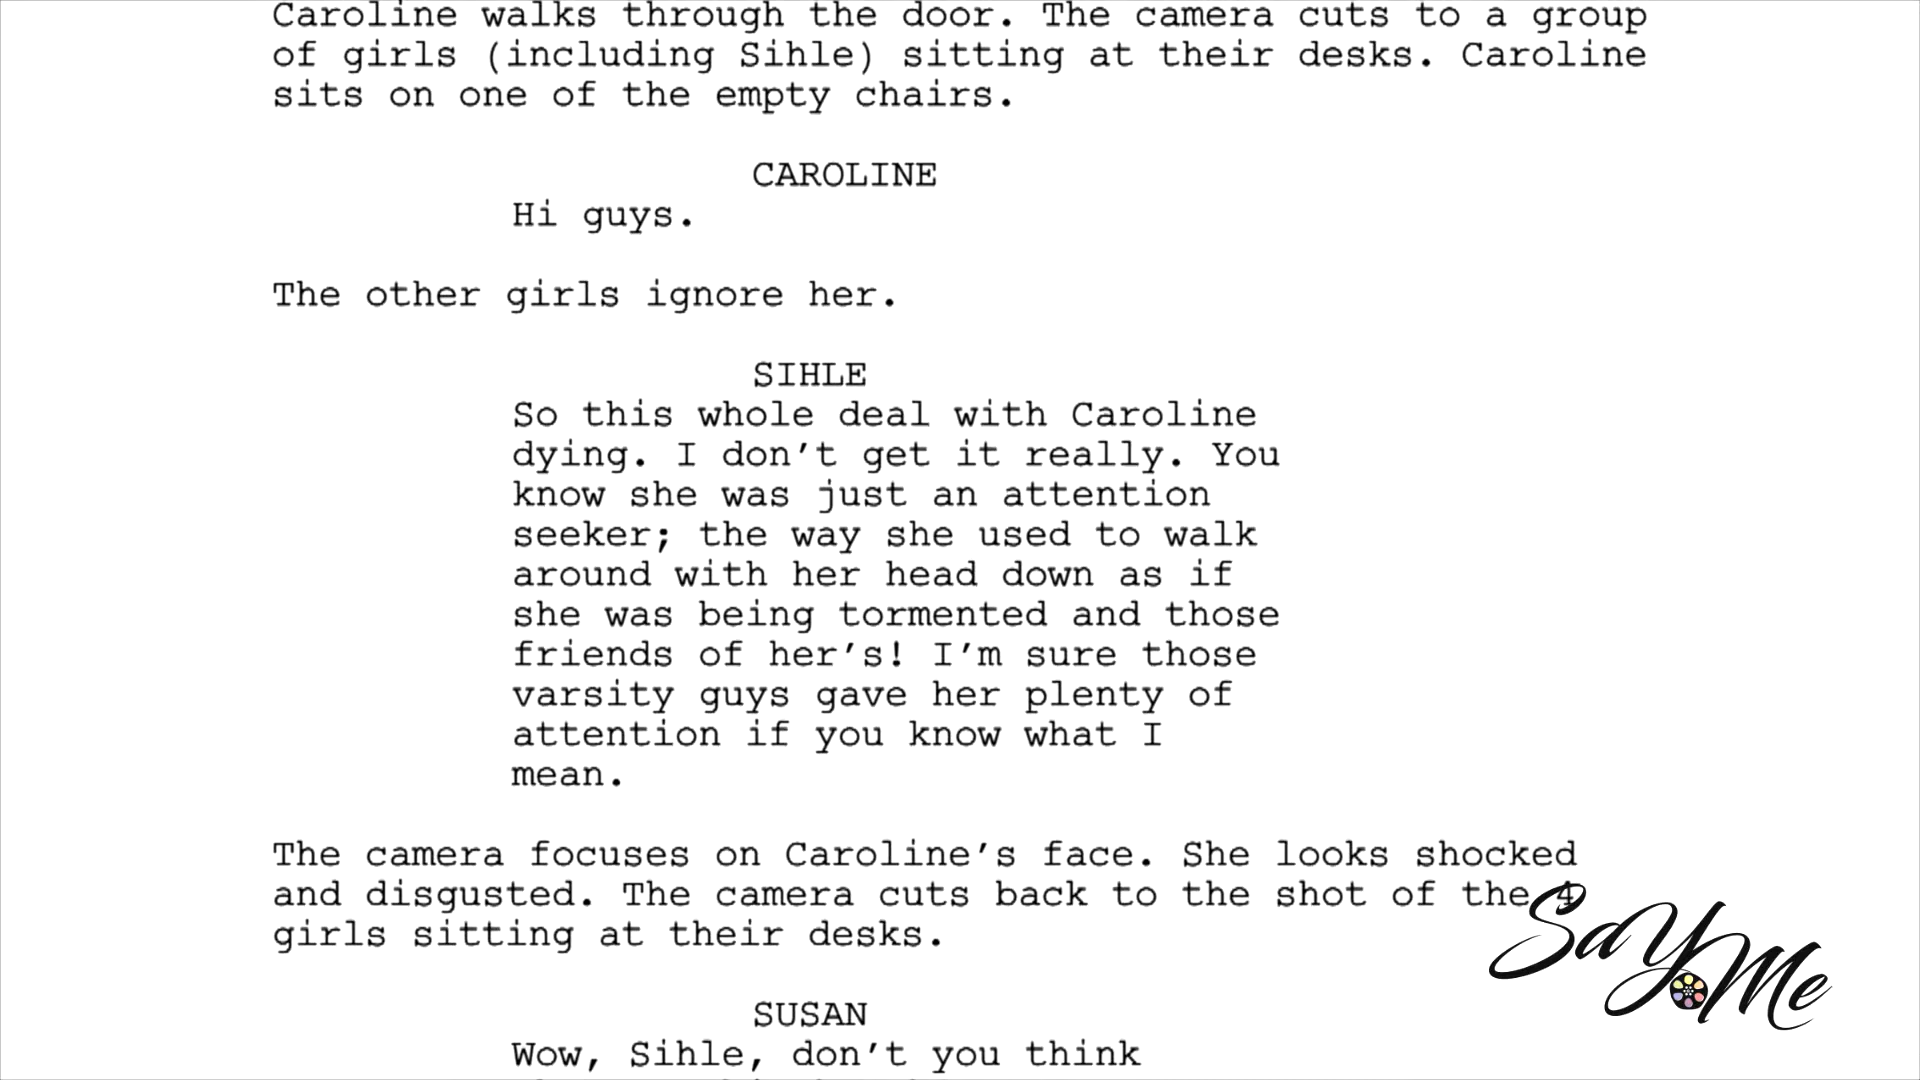 Caroline walks through the door. The camera cuts to a group
of girls (including Sihle) sitting at their desks. Caroline
sits on one of the empty chairs.
CAROLINE
Hi guys.
The other girls ignore her.
SIHLE
So this whole deal with Caroline
dying. I don’t get it really. You
know she was just an attention
seeker; the way she used to walk
around with her head down as if
she was being tormented and those
friends of her’s! I’m sure those
varsity guys gave her plenty of
attention if you know what I
mean.
The camera focuses on Caroline’s face. She looks shocked
and disgusted. The camera cuts back to the shot of the 4
girls sitting at their desks.
SUSAN
Wow, Sihle, don’t you think
SaYMe